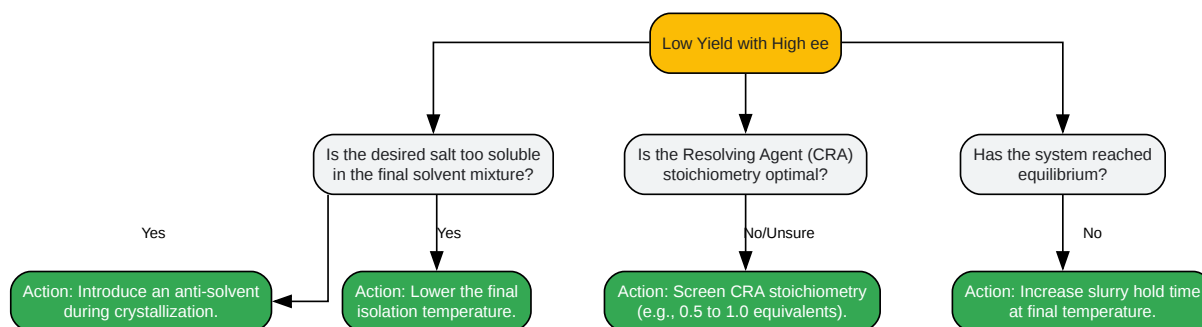 Low Yield with High ee
Is the desired salt too soluble
in the final solvent mixture?
Is the Resolving Agent (CRA)
stoichiometry optimal?
Has the system reached
equilibrium?
Yes
Yes
No/Unsure
No
Action: Introduce an anti-solvent
during crystallization.
Action: Lower the final
isolation temperature.
Action: Screen CRA stoichiometry
(e.g., 0.5 to 1.0 equivalents).
Action: Increase slurry hold time
at final temperature.